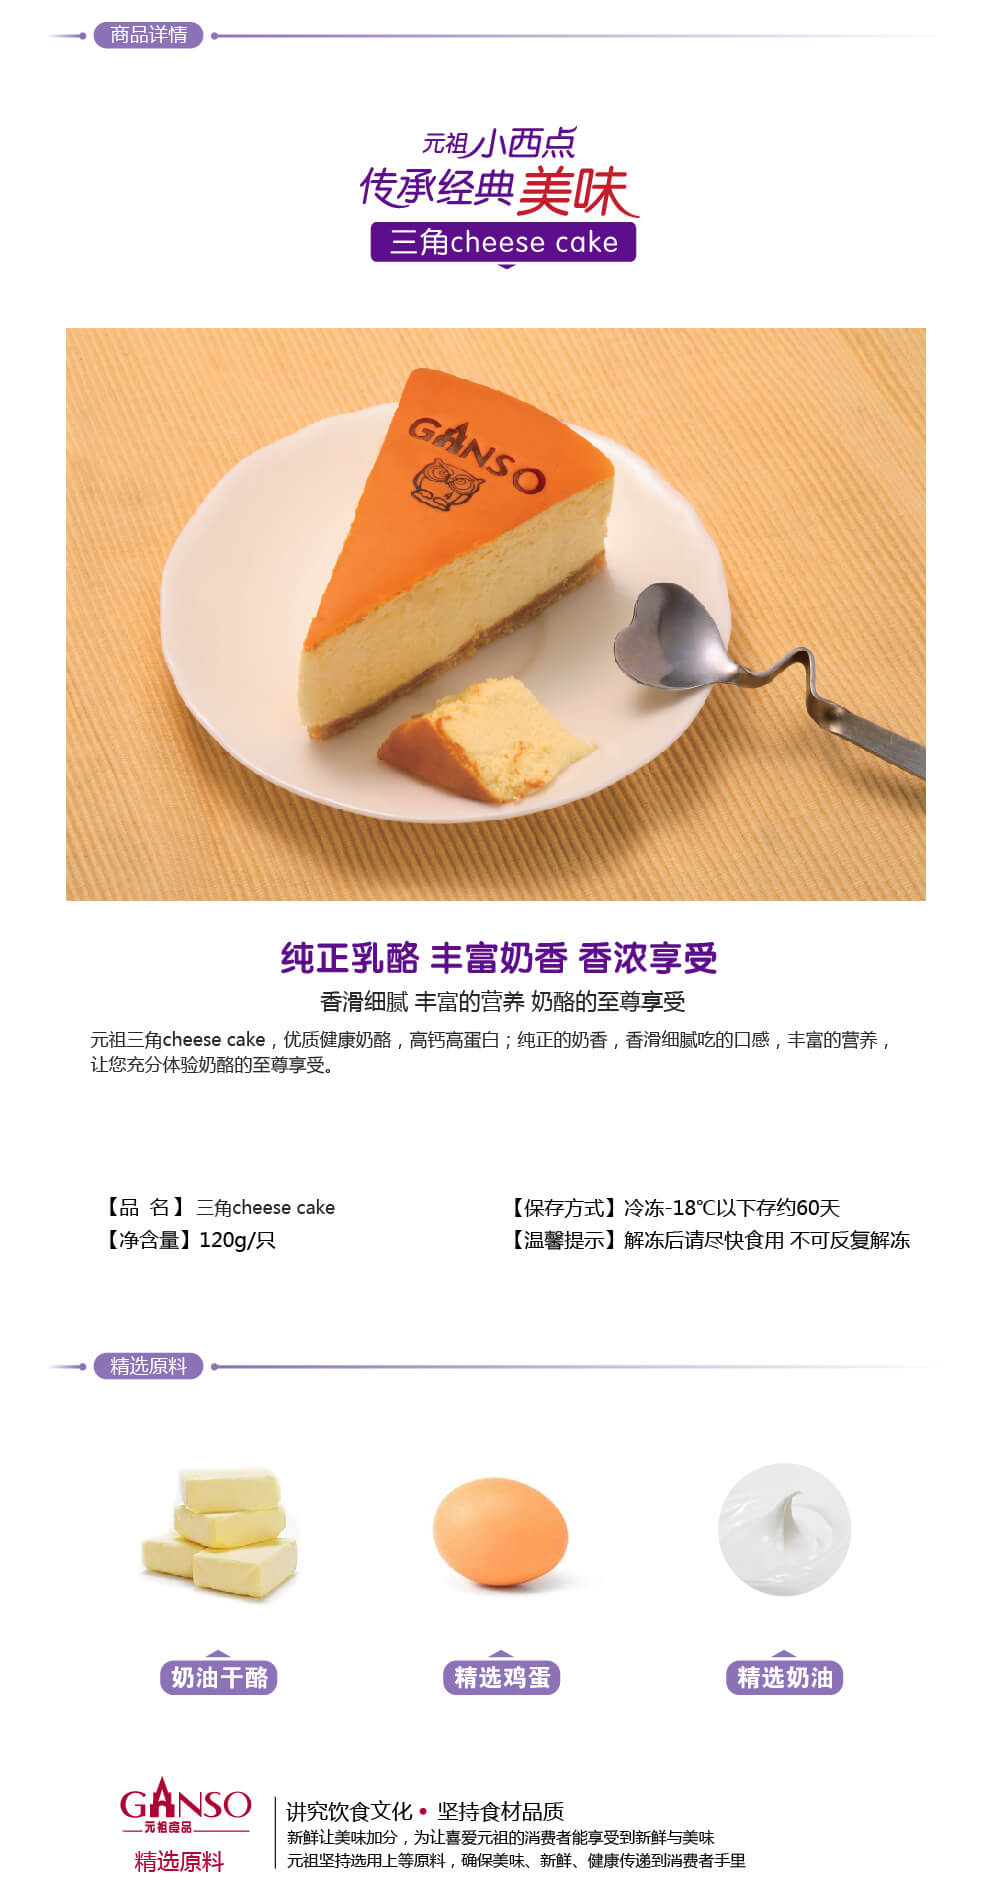 商品详情
元祖小西点
传承经典美味
三角cheese cake
GANSO
纯正乳酪 丰富奶香 香浓享受
香滑细腻 丰富的营养 奶酪的至尊享受
元祖三角cheese cake，优质健康奶酪，高钙高蛋白；纯正的奶香，香滑细腻吃的口感，丰富的营养，
让您充分体验奶酪的至尊享受。
【品 名】三角cheese cake
【保存方式】冷冻-18℃以下存约60天
【净含量】120g/只
【温馨提示】解冻后请尽快食用 不可反复解冻
精选原料
奶油干酪
精选鸡蛋
精选奶油
GANSO
元祖食品
精选原料
讲究饮食文化• 坚持食材品质
新鲜让美味加分，为让喜爱元祖的消费者能享受到新鲜与美味
元祖坚持选用上等原料，确保美味、新鲜、健康传递到消费者手里